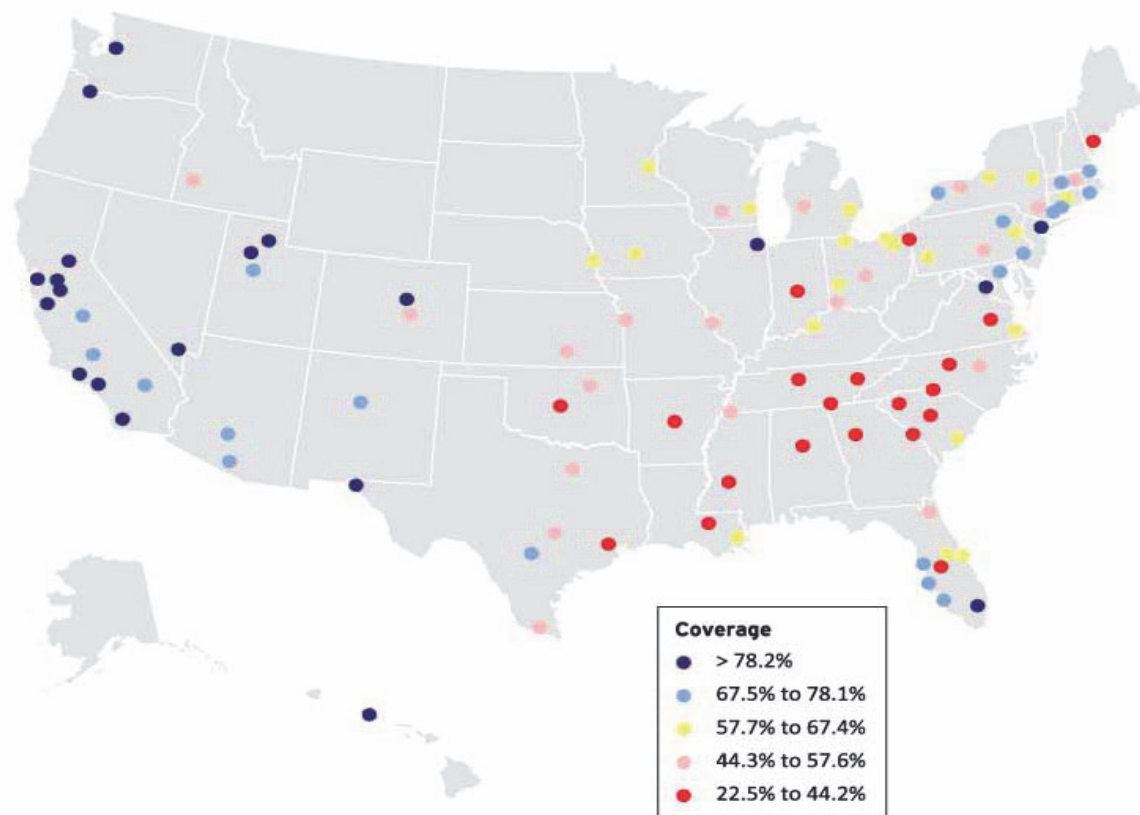 Coverage
> 78.2%
67.5% to 78.1%
57.7% to 67.4%
44.3% to 57.6%
22.5% to 44.2%